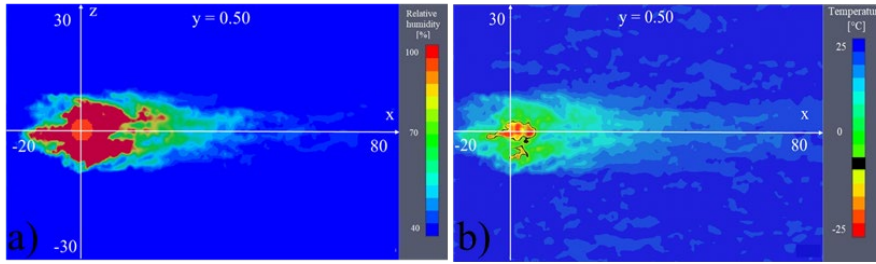 30
z
y = 0.50
x
-20
80
-30
a)
Relative
humidity
[%]
100
70
40
30
y = 0.50
x
-20
80
b)
Temperature
[°C]
25
0
-25